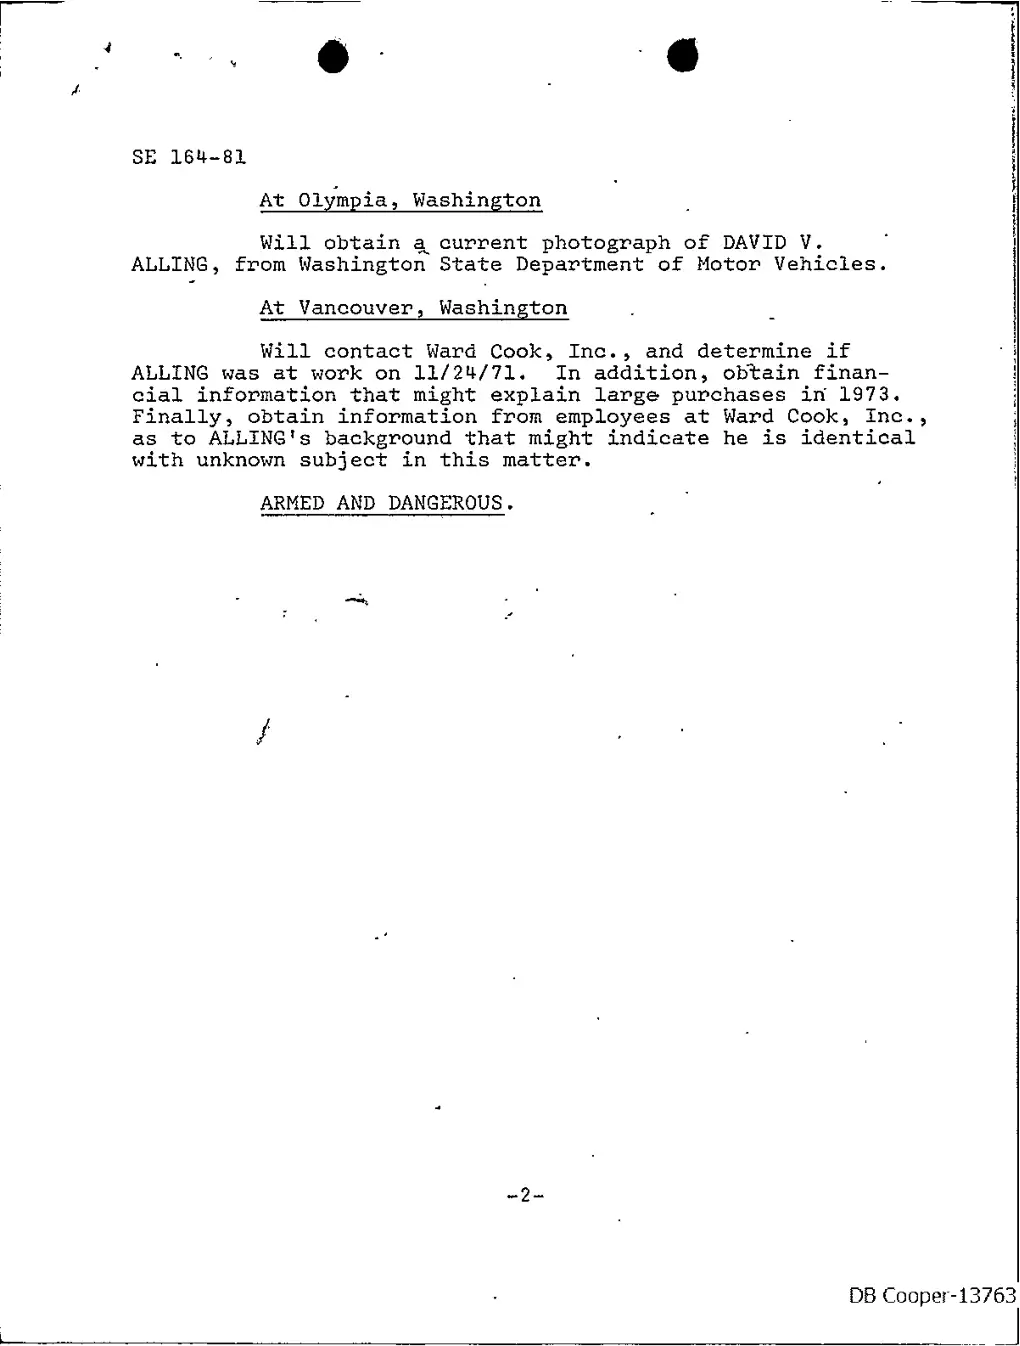 SE 164-81
At Olympia, Washington
Will obtain a current photograph of DAVID V.
ALLING, from Washington State Department of Motor Vehicles.
At Vancouver, Washington
Will contact Ward Cook, Inc., and determine if
ALLING was at work on 11/24/71. In addition, obtain finan-
cial information that might explain large purchases in 1973.
Finally, obtain information from employees at Ward Cook, Inc.,
as to ALLING's background that might indicate he is identical
with unknown subject in this matter.
ARMED AND DANGEROUS.
-2-
DB Cooper-13763